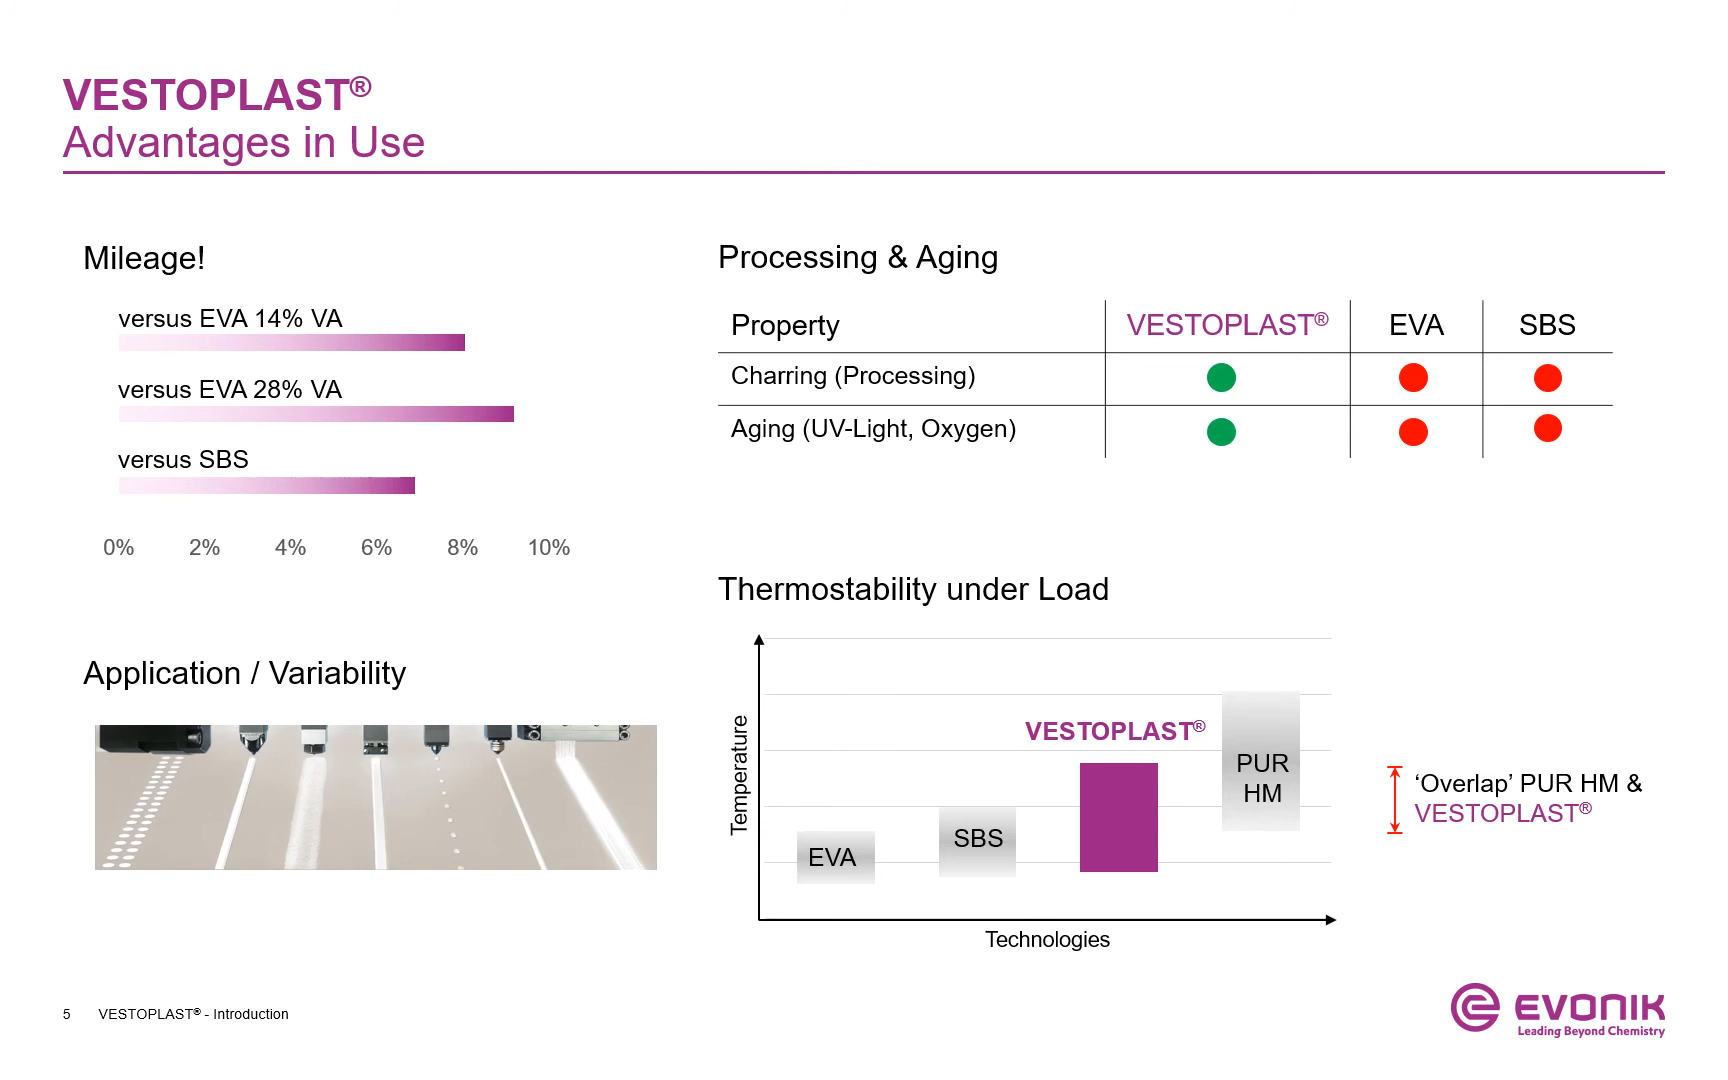 VESTOPLAST®
Advantages in Use
Mileage!
versus EVA 14% VA
versus EVA 28% VA
versus SBS
0% 2% 4% 6% 8% 10%
Application / Variability
Processing & Aging
Property VESTOPLAST® EVA SBS
Charring (Processing)
Aging (UV-Light, Oxygen)
Thermostability under Load
Temperature
EVA
SBS
VESTOPLAST®
PUR
HM
Technologies
‘Overlap’ PUR HM &
VESTOPLAST®
5 VESTOPLAST® - Introduction
EVONIK
Leading Beyond Chemistry